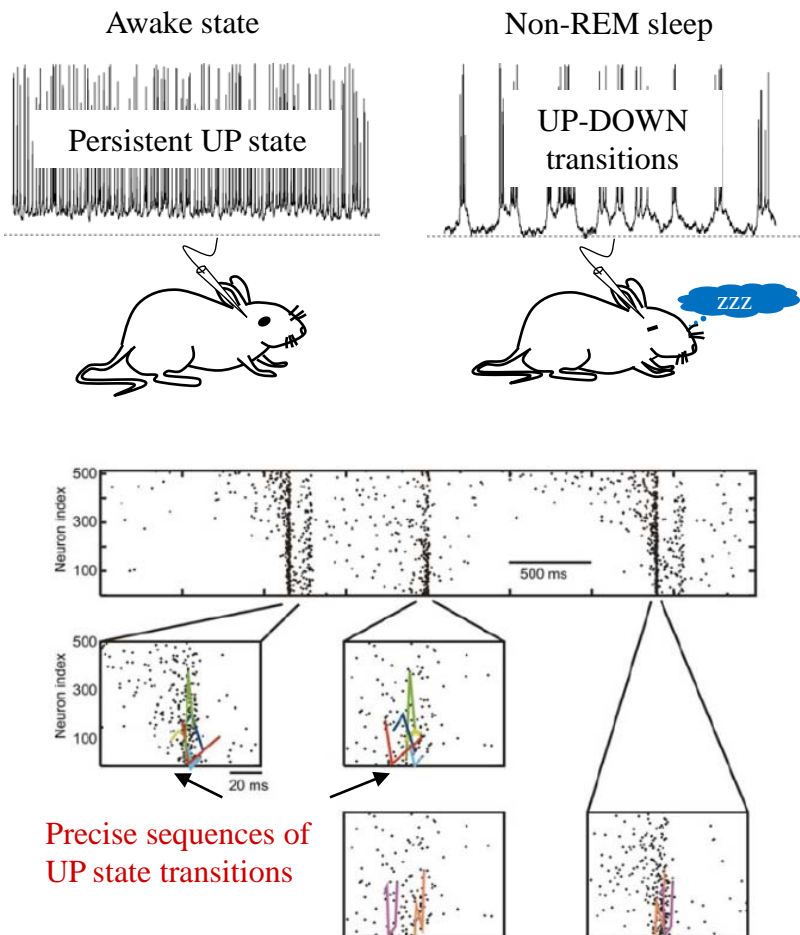 Awake state
Non-REM sleep
Persistent UP state
UP-DOWN
transitions
zzz
500
300
100
Neuron index
500 ms
500
300
100
Neuron index
20 ms
Precise sequences of
UP state transitions